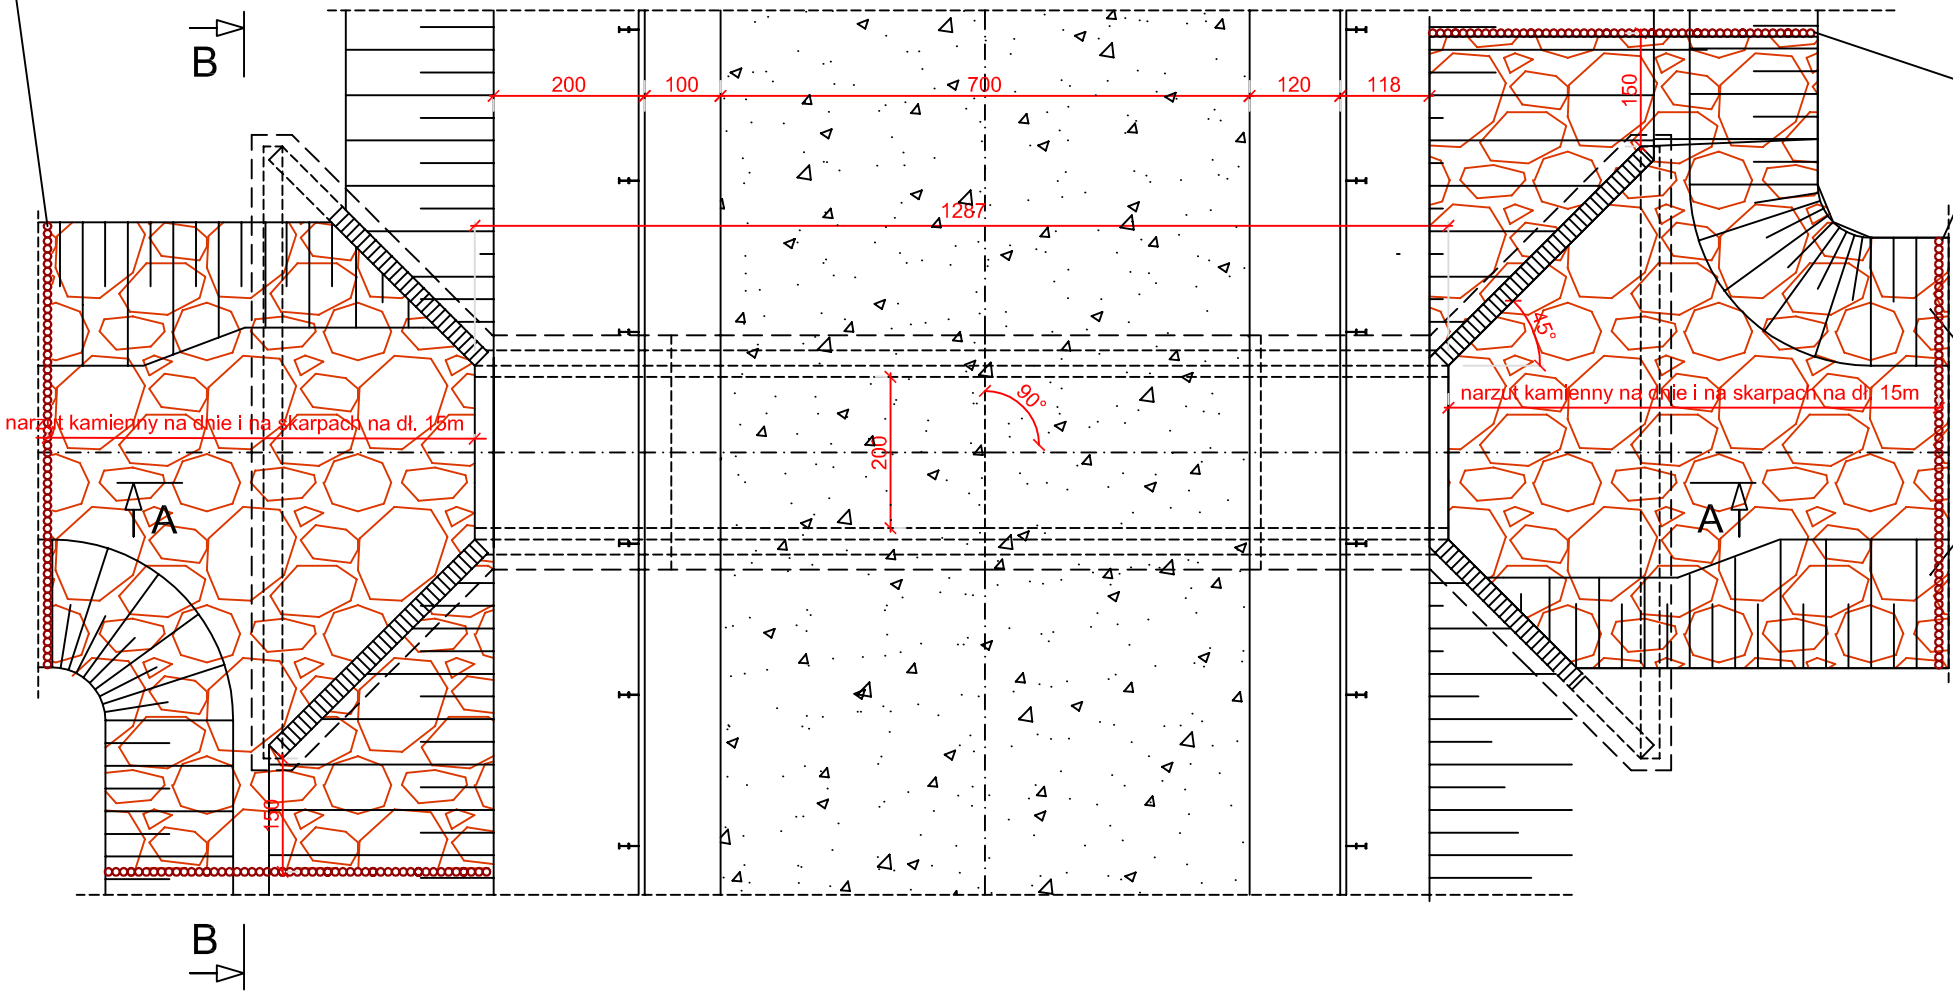 B
200
100
700
120
118
150
1287
45°
90°
narzut kamienny na dnie i na skarpach na dł. 15m
narzut kamienny na dnie i na skarpach na dł. 15m
200
A
A
150
B